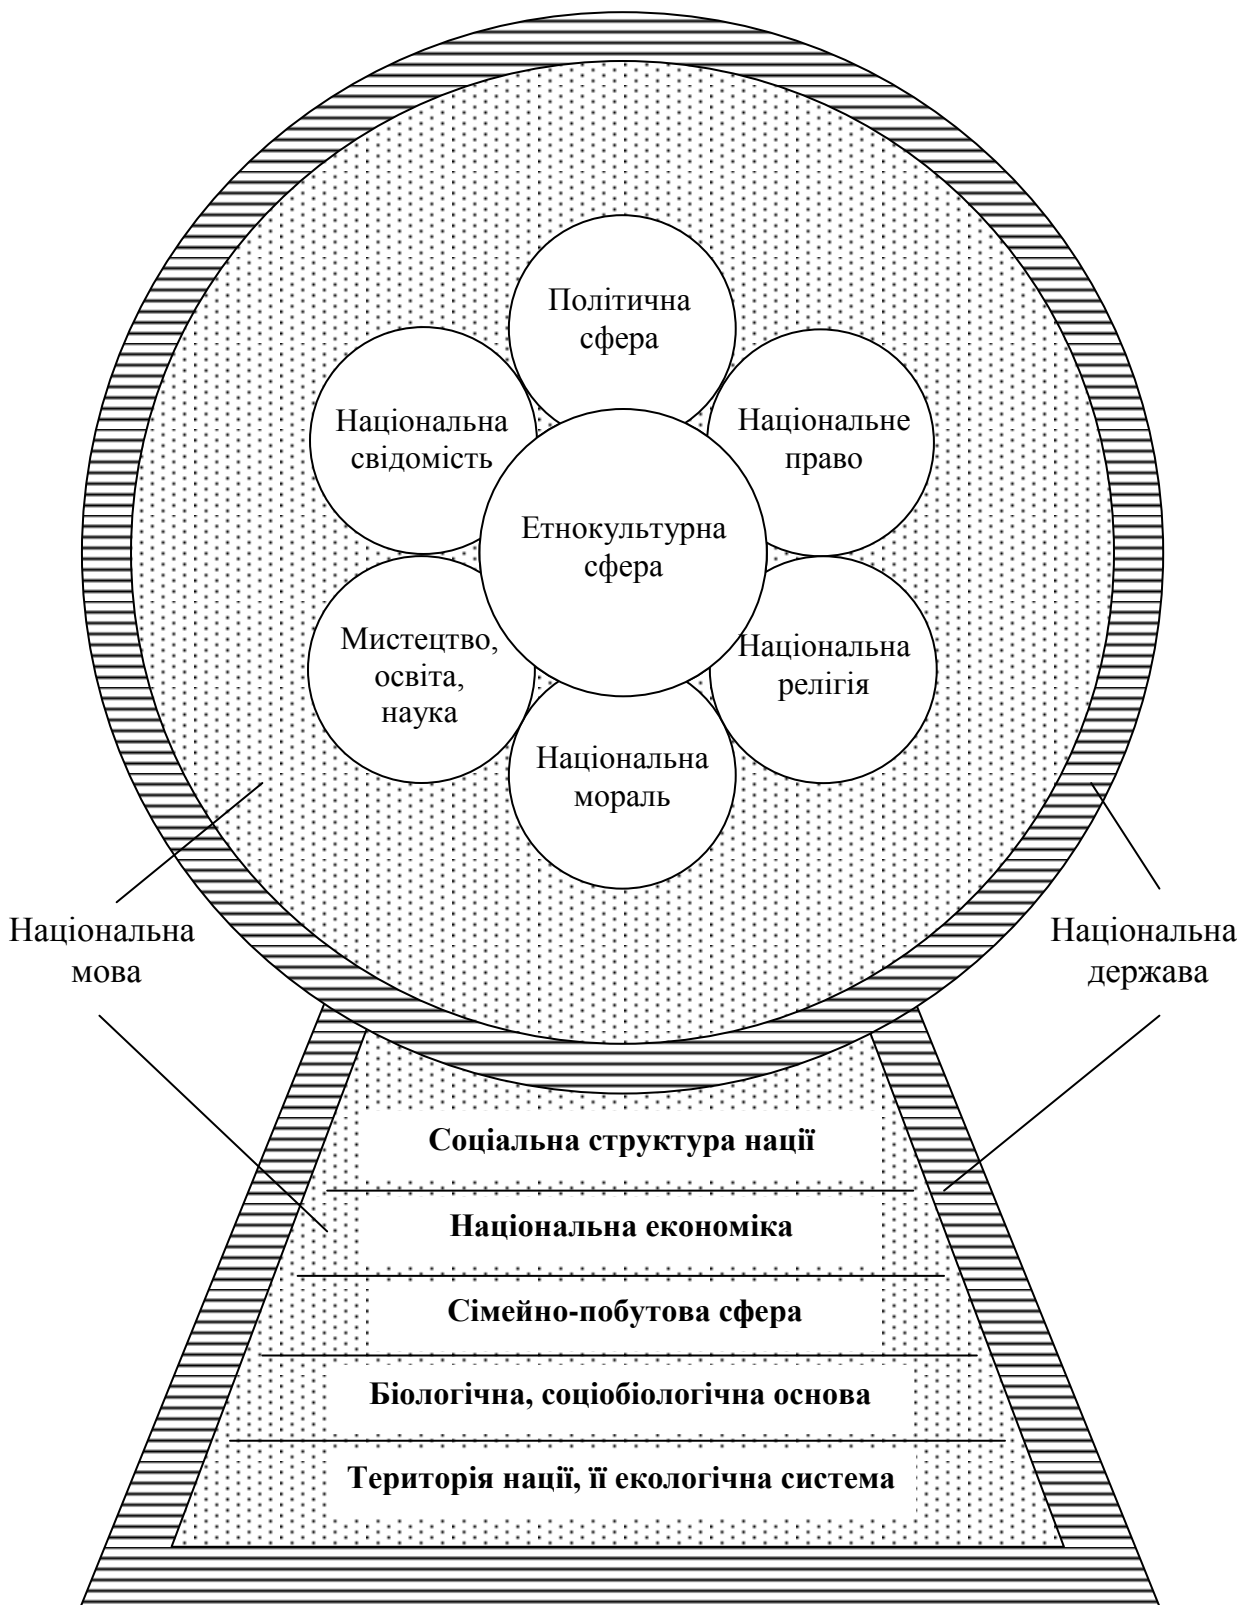 Політична
сфера
Національна
свідомість
Національне
право
Етнокультурна
сфера
Мистецтво,
освіта,
наука
Національна
релігія
Національна
мораль
Національна
мова
Національна
держава
Соціальна структура нації
Національна економіка
Сімейно-побутова сфера
Біологічна, соціобіологічна основа
Територія нації, її екологічна система